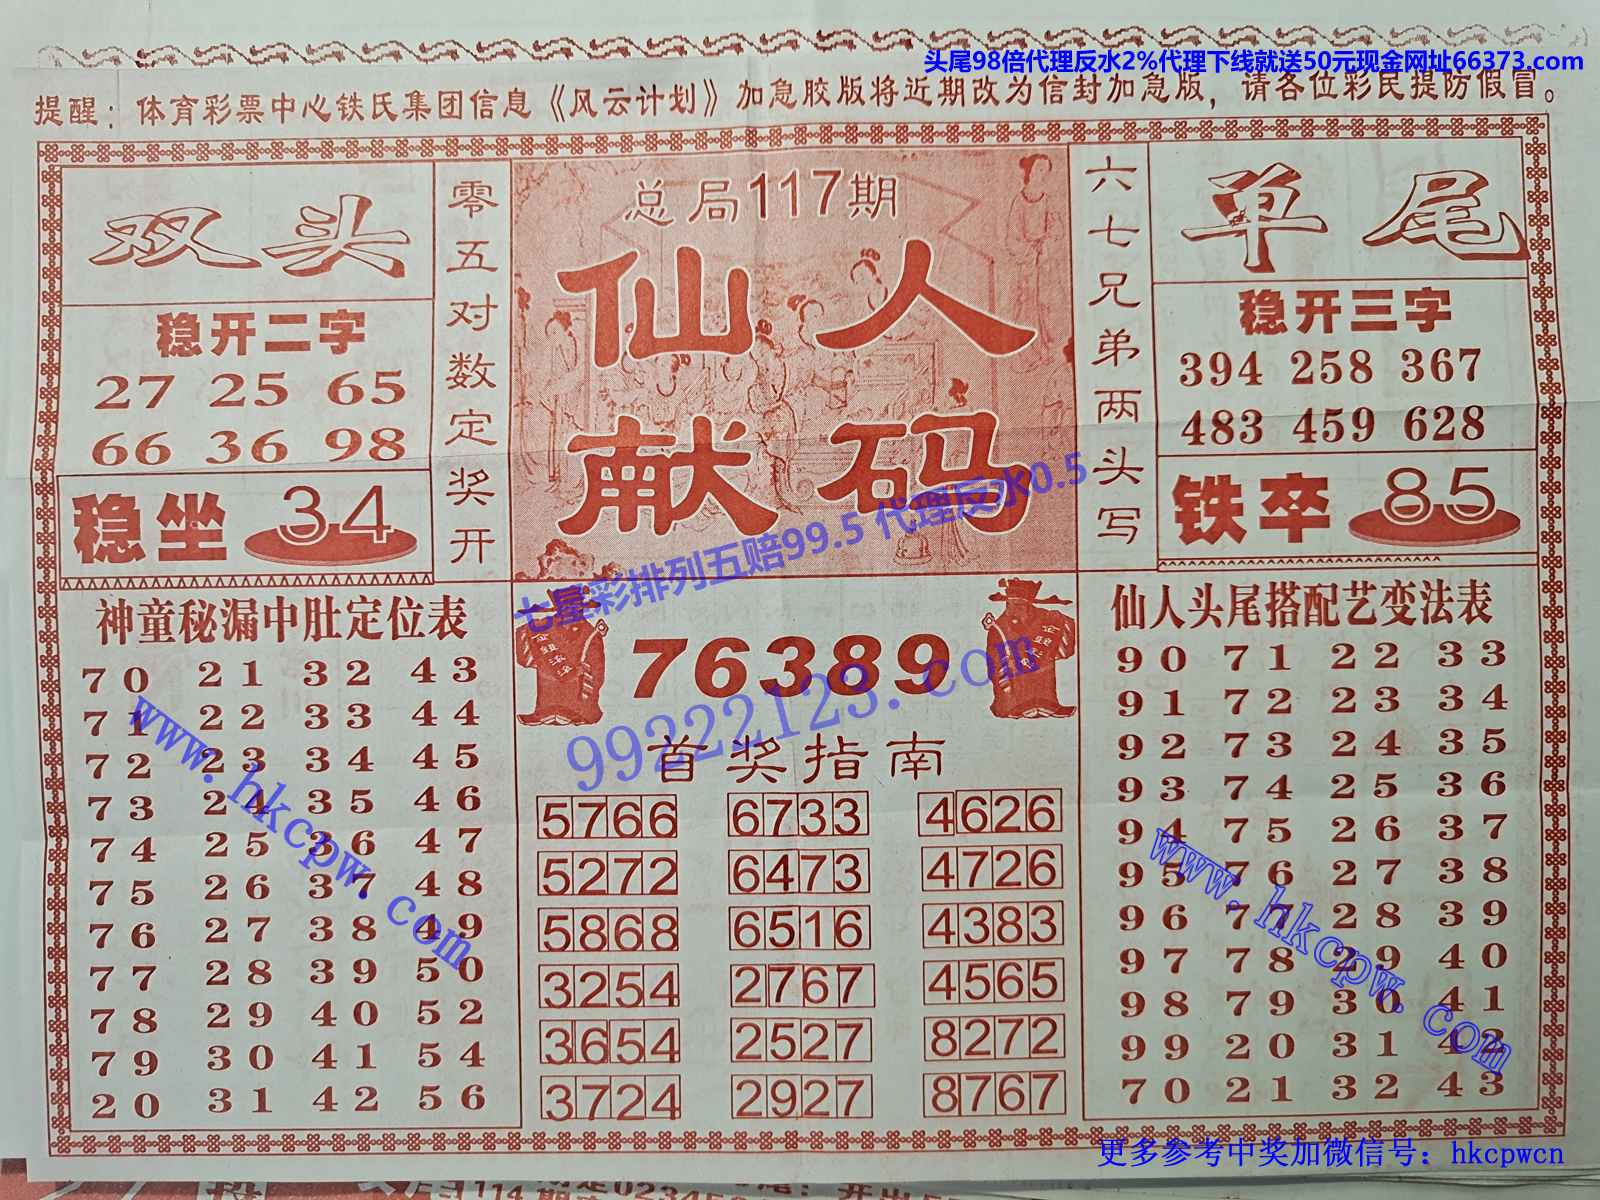 头尾98倍代理反水2%代理下线就送50元现金网址66373.com
提醒：体育彩票中心铁氏集团信息《风云计划》加急胶版将近期改为信封加急版，请各位彩民提防假冒。
双头
稳开二字
27 25 65
66 36 98
稳坐 34
零五对数定奖开
总局117期
仙人
献码
六七兄弟两头写
单尾
稳开三字
394 258 367
483 459 628
铁卒 85
七星彩排列五赔99.5 代理反水0.5
99222123.com
神童秘漏中肚定位表
70 21 32 43
71 22 33 44
72 23 34 45
73 24 35 46
74 25 36 47
75 26 37 48
76 27 38 49
77 28 39 50
78 29 40 52
79 30 41 54
20 31 42 56
www.hkcpw.com
76389
首奖指南
5766 6733 4626
5272 6473 4726
5868 6516 4383
3254 2767 4565
3654 2527 8272
3724 2927 8767
仙人头尾搭配艺变法表
90 71 22 33
91 72 23 34
92 73 24 35
93 74 25 36
94 75 26 37
95 76 27 38
96 77 28 39
97 78 29 40
98 79 30 41
99 20 31 42
70 21 32 43
www.hkcpw.com
更多参考中奖加微信号：hkcpwcn